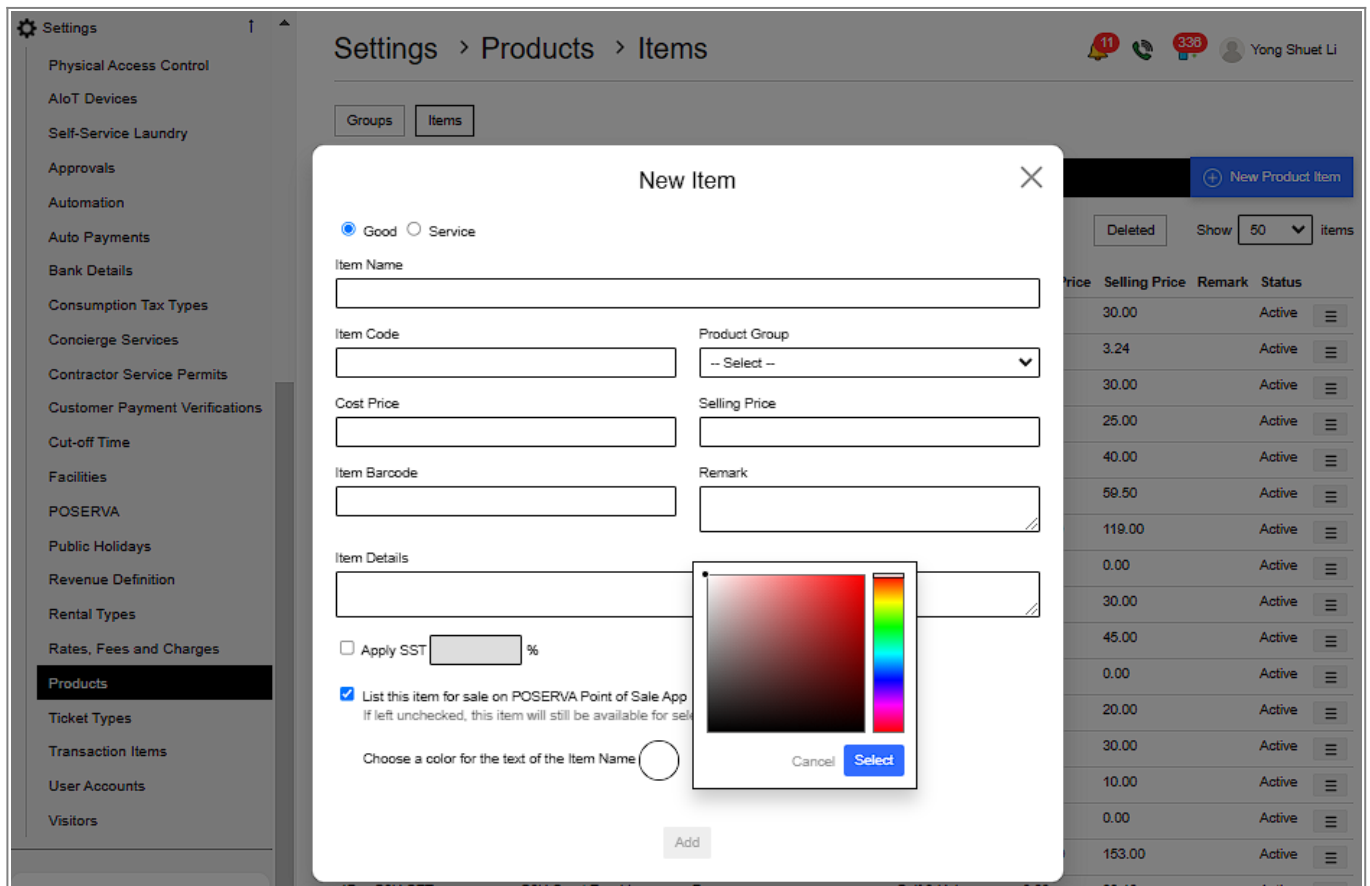 Settings
Physical Access Control
AIoT Devices
Self-Service Laundry
Approvals
Automation
Auto Payments
Bank Details
Consumption Tax Types
Concierge Services
Contractor Service Permits
Customer Payment Verifications
Cut-off Time
Facilities
POSERVA
Public Holidays
Revenue Definition
Rental Types
Rates, Fees and Charges
Products
Ticket Types
Transaction Items
User Accounts
Visitors
Settings > Products > Items
11
336
Yong Shuet Li
Groups
Items
New Product Item
Deleted
Show 50 items
Price Selling Price Remark Status
30.00 Active
3.24 Active
30.00 Active
25.00 Active
40.00 Active
59.50 Active
119.00 Active
0.00 Active
30.00 Active
45.00 Active
0.00 Active
20.00 Active
30.00 Active
10.00 Active
0.00 Active
153.00 Active
New Item
Good Service
Item Name
Item Code Product Group
-- Select --
Cost Price Selling Price
Item Barcode Remark
Item Details
Apply SST %
List this item for sale on POSERVA Point of Sale App
If left unchecked, this item will still be available for
Choose a color for the text of the Item Name
Cancel Select
Add